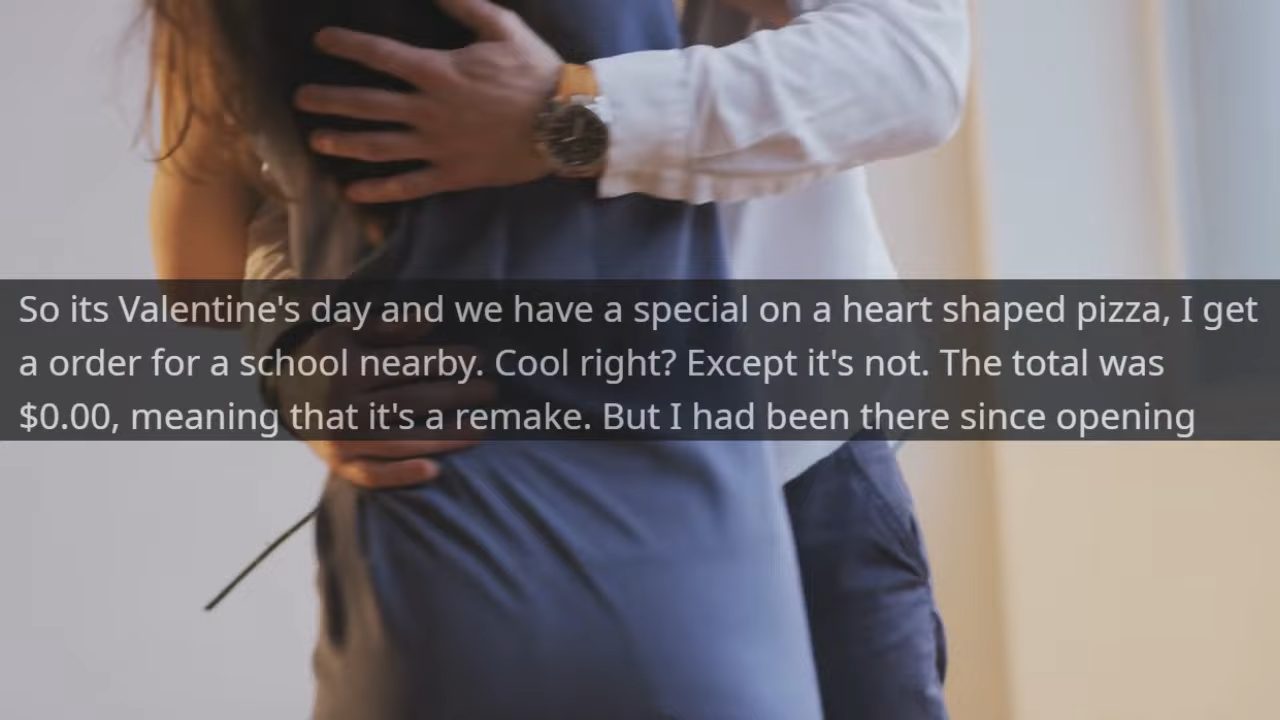 So its Valentine's day and we have a special on a heart shaped pizza, I get
a order for a school nearby. Cool right? Except it's not. The total was
$0.00, meaning that it's a remake. But I had been there since opening